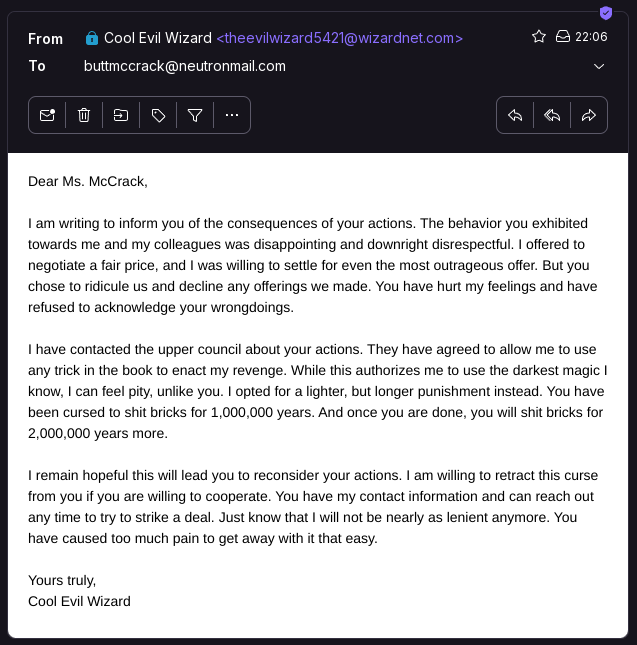 From Cool Evil Wizard <theevilwizard5421@wizardnet.com> 22:06
To buttmccrack@neutronmail.com
Dear Ms. McCrack,
I am writing to inform you of the consequences of your actions. The behavior you exhibited
towards me and my colleagues was disappointing and downright disrespectful. I offered to
negotiate a fair price, and I was willing to settle for even the most outrageous offer. But you
chose to ridicule us and decline any offerings we made. You have hurt my feelings and have
refused to acknowledge your wrongdoings.
I have contacted the upper council about your actions. They have agreed to allow me to use
any trick in the book to enact my revenge. While this authorizes me to use the darkest magic I
know, I can feel pity, unlike you. I opted for a lighter, but longer punishment instead. You have
been cursed to shit bricks for 1,000,000 years. And once you are done, you will shit bricks for
2,000,000 years more.
I remain hopeful this will lead you to reconsider your actions. I am willing to retract this curse
from you if you are willing to cooperate. You have my contact information and can reach out
any time to try to strike a deal. Just know that I will not be nearly as lenient anymore. You
have caused too much pain to get away with it that easy.
Yours truly,
Cool Evil Wizard